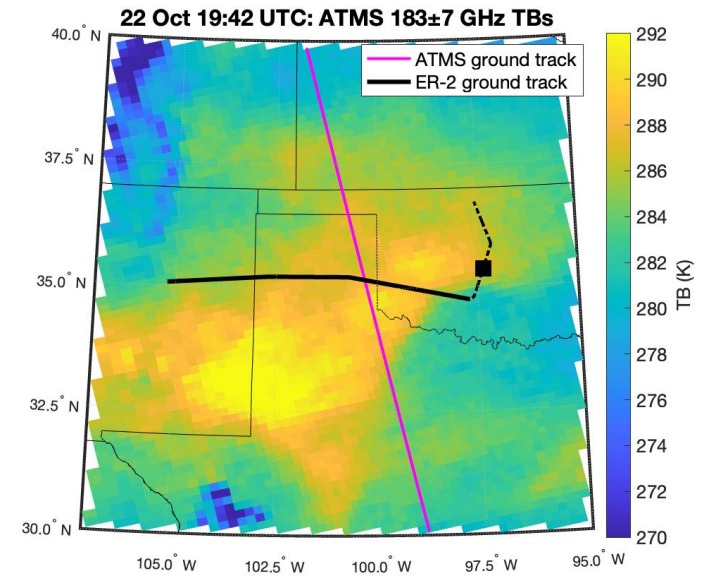 22 Oct 19:42 UTC: ATMS 183±7 GHz TBs
40.0° N
ATMS ground track
ER-2 ground track
37.5° N
35.0° N
32.5° N
30.0° N
105.0° W
102.5° W
100.0° W
97.5° W
95.0° W
292
290
288
286
284
282
280
278
276
274
272
270
TB (K)